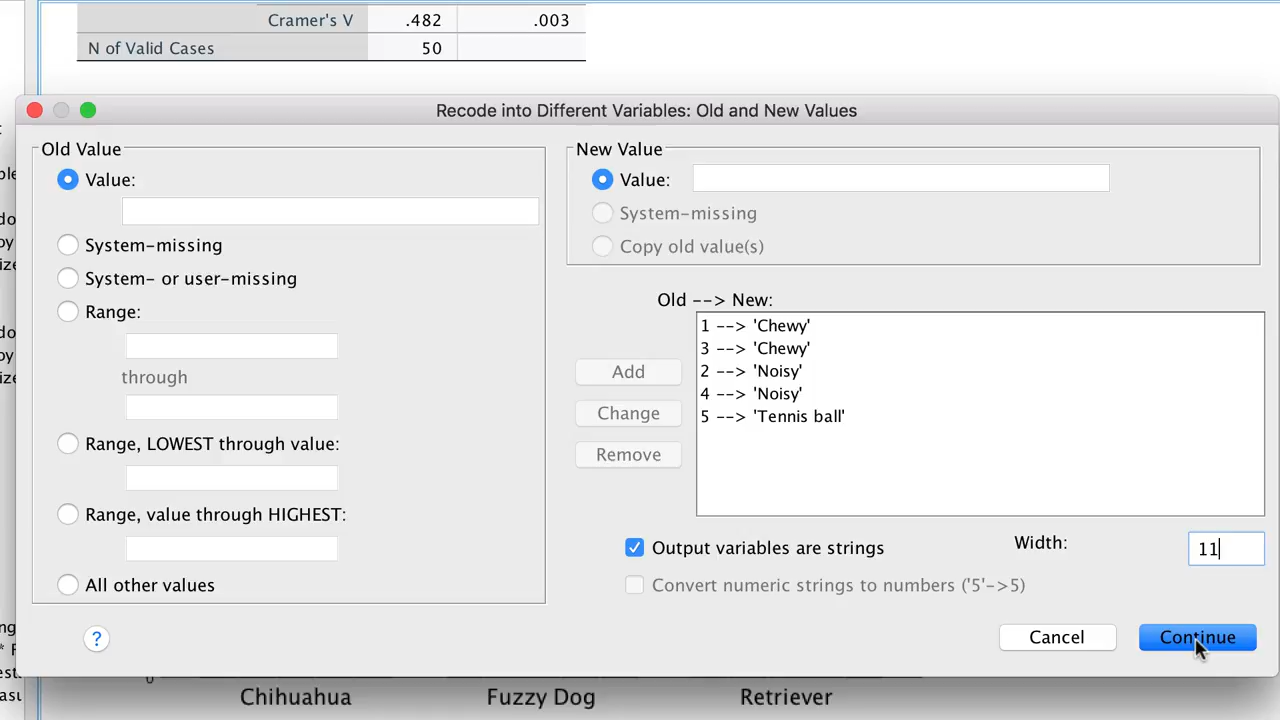 Cramer's V .482 .003
N of Valid Cases 50
Recode into Different Variables: Old and New Values
Old Value
Value:
System-missing
System- or user-missing
Range:
through
Range, LOWEST through value:
Range, value through HIGHEST:
All other values
?
New Value
Value:
System-missing
Copy old value(s)
Old --> New:
1 --> 'Chewy'
3 --> 'Chewy'
2 --> 'Noisy'
4 --> 'Noisy'
5 --> 'Tennis ball'
Add
Change
Remove
Output variables are strings
Width: 11
Convert numeric strings to numbers ('5'->5)
Cancel
Continue
0
Chihuahua Fuzzy Dog Retriever